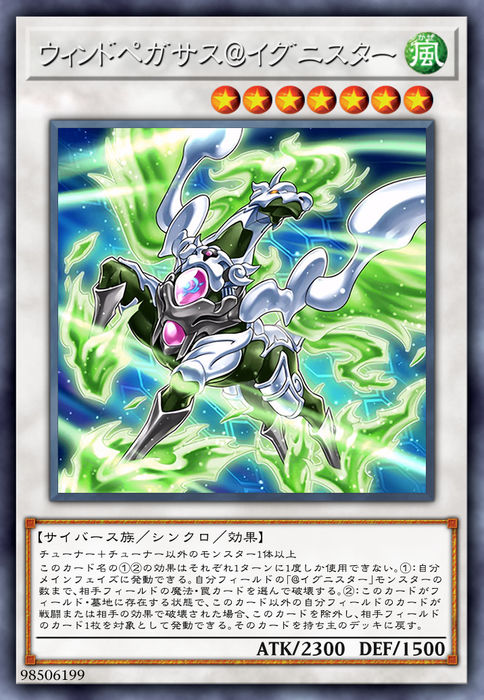 ウィンドペガサス@イグニスター
風
かぜ
【サイバース族／シンクロ／効果】
チューナー＋チューナー以外のモンスター1体以上
このカード名の①②の効果はそれぞれ1ターンに1度しか使用できない。①：自分
メインフェイズに発動できる。自分フィールドの「@イグニスター」モンスターの
数まで、相手フィールドの魔法・罠カードを選んで破壊する。②：このカードがフ
ィールド・墓地に存在する状態で、このカード以外の自分フィールドのカードが
戦闘または相手の効果で破壊された場合、このカードを除外し、相手フィールド
のカード1枚を対象として発動できる。そのカードを持ち主のデッキに戻す。
ATK/2300 DEF/1500
98506199